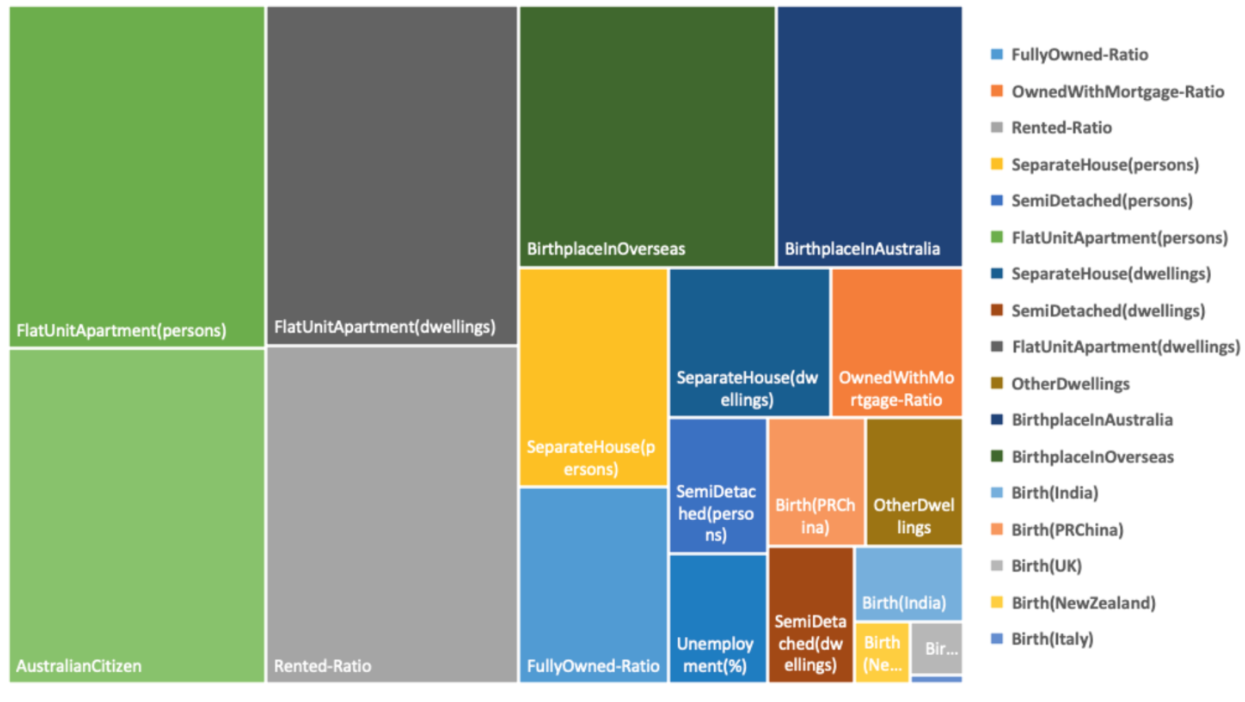 BirthplaceInOverseas
BirthplaceInAustralia
FlatUnitApartment(persons)
FlatUnitApartment(dwellings)
SeparateHouse(dw
ellings)
OwnedWithMo
rtgage-Ratio
SeparateHouse(p
ersons)
SemiDetac
hed(perso
ns)
Birth(PRCh
ina)
OtherDwel
lings
AustralianCitizen
Rented-Ratio
FullyOwned-Ratio
Unemploy
ment(%)
SemiDeta
ched(dw
ellings)
Birth(India)
Birth
(Ne...
Bir...
FullyOwned-Ratio
OwnedWithMortgage-Ratio
Rented-Ratio
SeparateHouse(persons)
SemiDetached(persons)
FlatUnitApartment(persons)
SeparateHouse(dwellings)
SemiDetached(dwellings)
FlatUnitApartment(dwellings)
OtherDwellings
BirthplaceInAustralia
BirthplaceInOverseas
Birth(India)
Birth(PRChina)
Birth(UK)
Birth(NewZealand)
Birth(Italy)